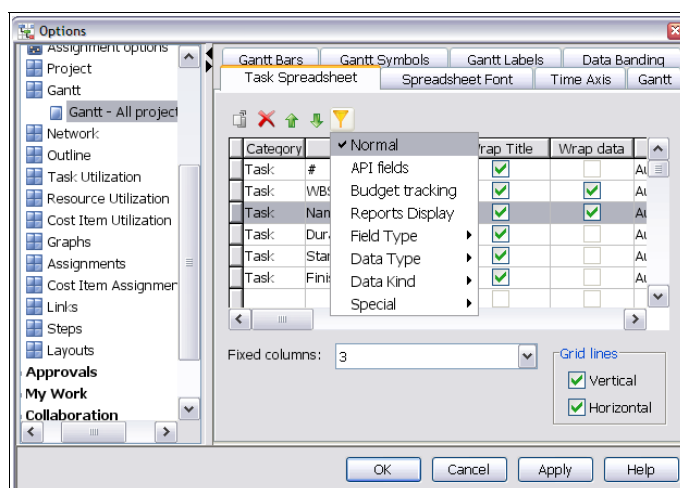 Options
Assignment options
Project
Gantt
Gantt - All project
Network
Outline
Task Utilization
Resource Utilization
Cost Item Utilization
Graphs
Assignments
Cost Item Assignmer
Links
Steps
Layouts
Approvals
My Work
Collaboration
Gantt Bars Gantt Symbols Gantt Labels Data Banding
Task Spreadsheet Spreadsheet Font Time Axis Gantt
Category Wrap Title Wrap data
Task #
Task WBS
Task Nam
Task Dura
Task Star
Task Finis
Normal
API fields
Budget tracking
Reports Display
Field Type
Data Type
Data Kind
Special
Fixed columns: 3
Grid lines
Vertical
Horizontal
OK Cancel Apply Help